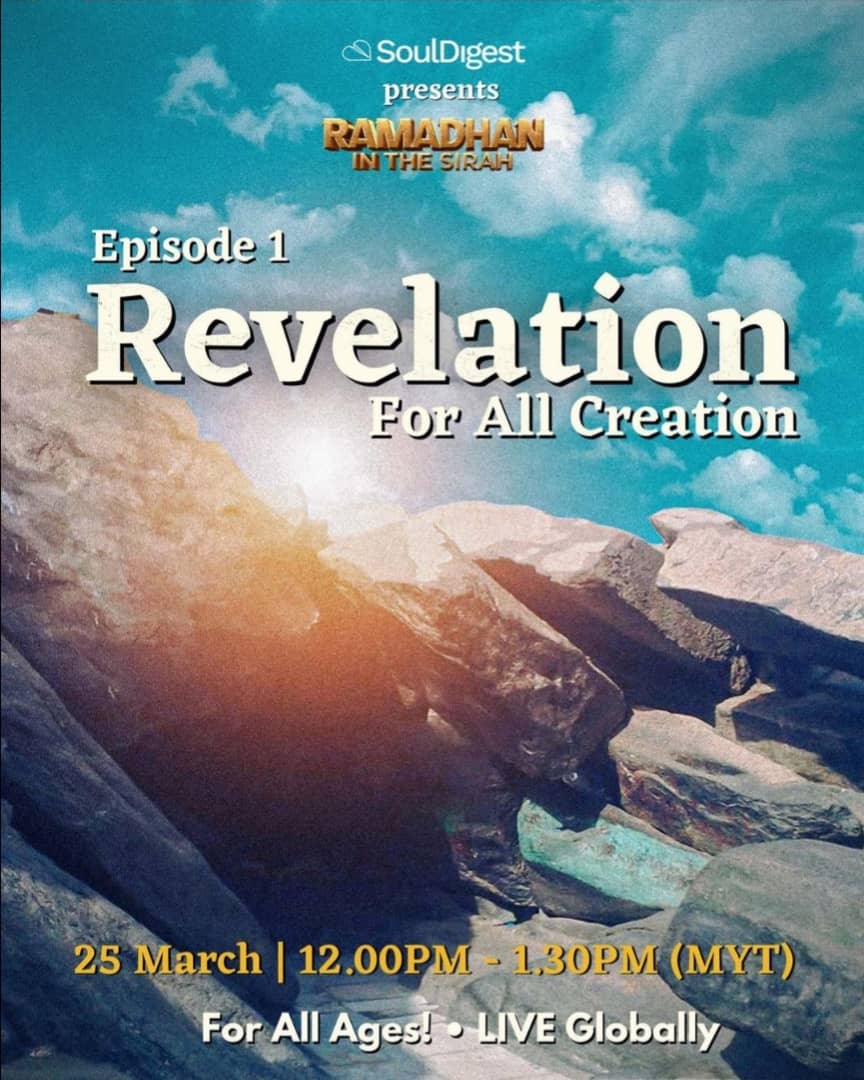 SoulDigest
presents
RAMADHAN
IN THE SIRAH
Episode 1
Revelation
For All Creation
25 March | 12.00PM - 1.30PM (MYT)
For All Ages! • LIVE Globally